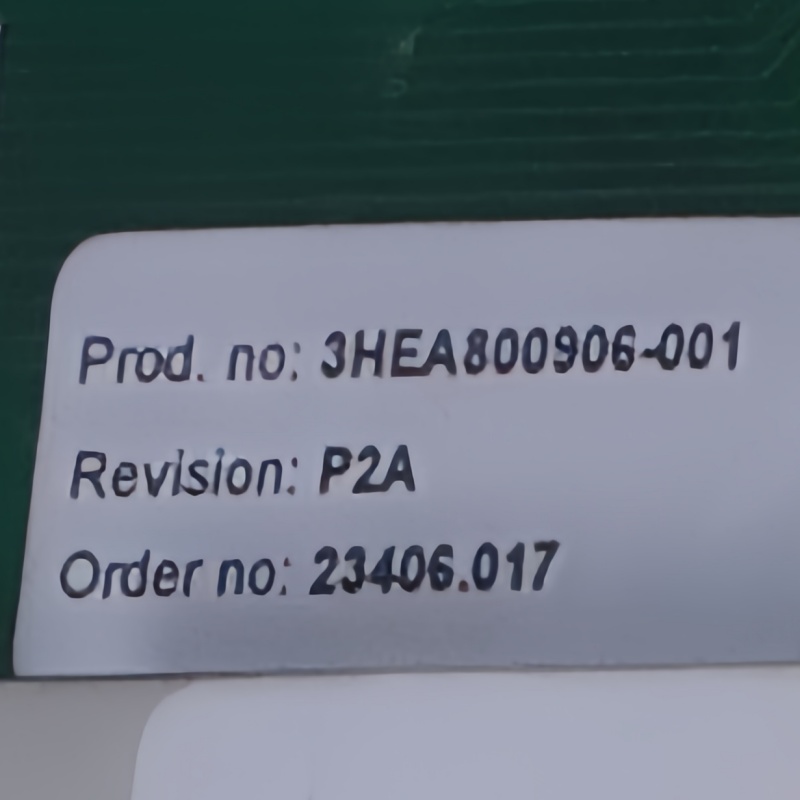 Prod. no: 3HEA800906-001
Revision: P2A
Order no: 23406.017